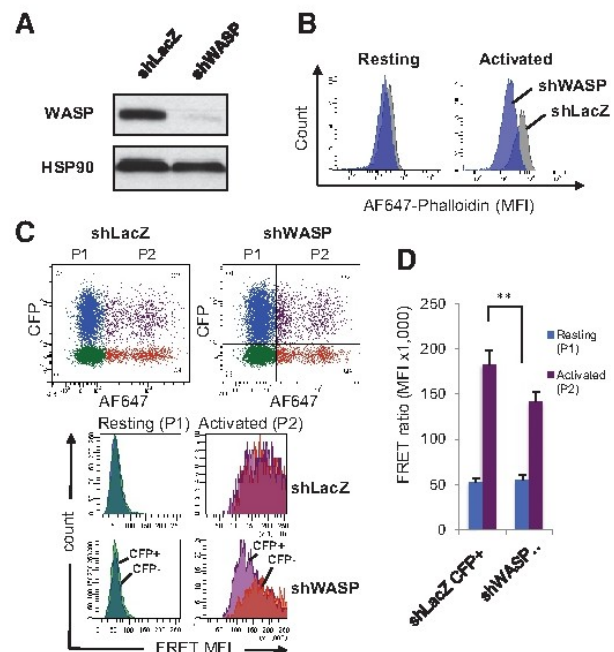 A
shLacZ
shWASP
WASP
HSP90
B
Resting
Activated
shWASP
shLacZ
Count
AF647-Phalloidin (MFI)
C
shLacZ
shWASP
P1
P2
P1
P2
CFP
CFP
AF647
AF647
Resting (P1)
Activated (P2)
shLacZ
CFP+
CFP-
CFP+
CFP-
shWASP
count
FRET MFI
D
FRET ratio (MFI x1,000)
250
200
150
100
50
0
**
Resting
(P1)
Activated
(P2)
shLacZ CFP+
shWASP ..